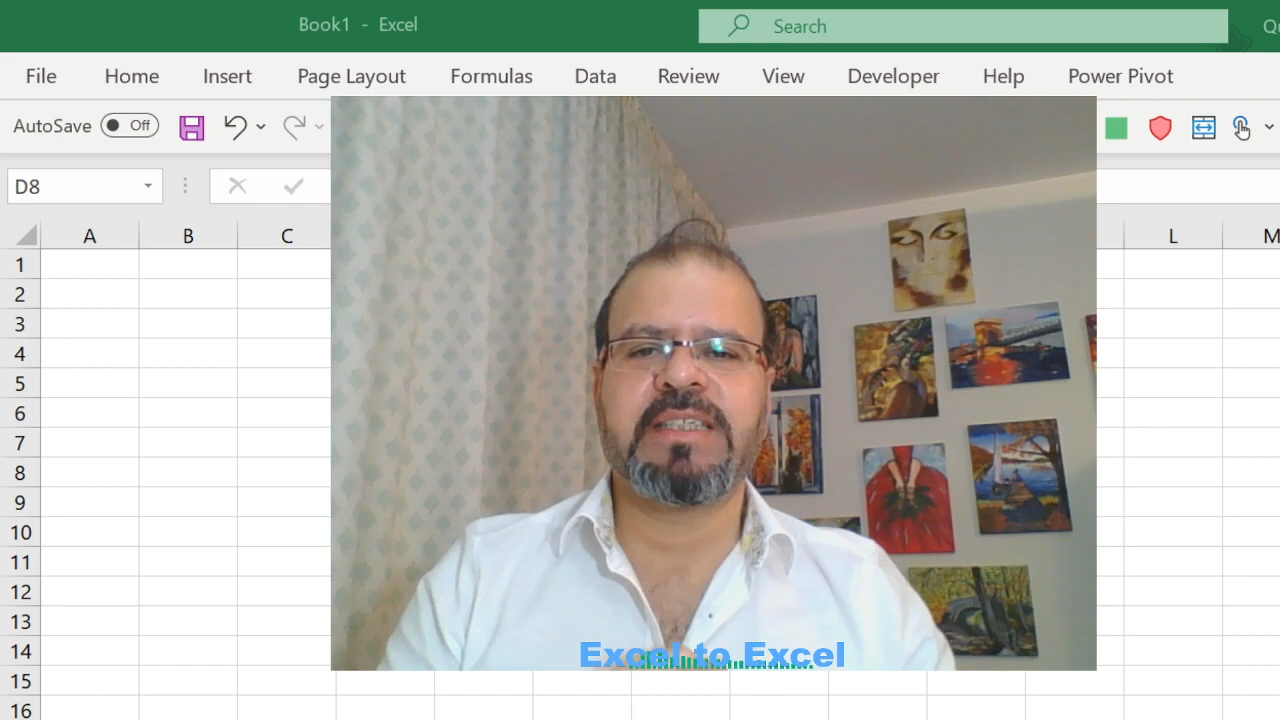 Book1 - Excel
Search
File Home Insert Page Layout Formulas Data Review View Developer Help Power Pivot
AutoSave Off
D8
A B C L M
1
2
3
4
5
6
7
8
9
10
11
12
13
14
15
16
Excel to Excel